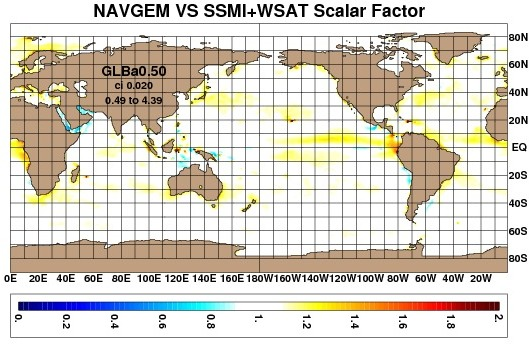 NAVGEM VS SSMI+WSAT Scalar Factor
GLBa0.50
ci 0.020
0.49 to 4.39
80N
60N
40N
20N
EQ
20S
40S
60S
80S
0E 20E 40E 60E 80E 100E 120E 140E 160E 180W160W 140W 120W 100W 80W 60W 40W 20W
0. 0.2 0.4 0.6 0.8 1. 1.2 1.4 1.6 1.8 2.